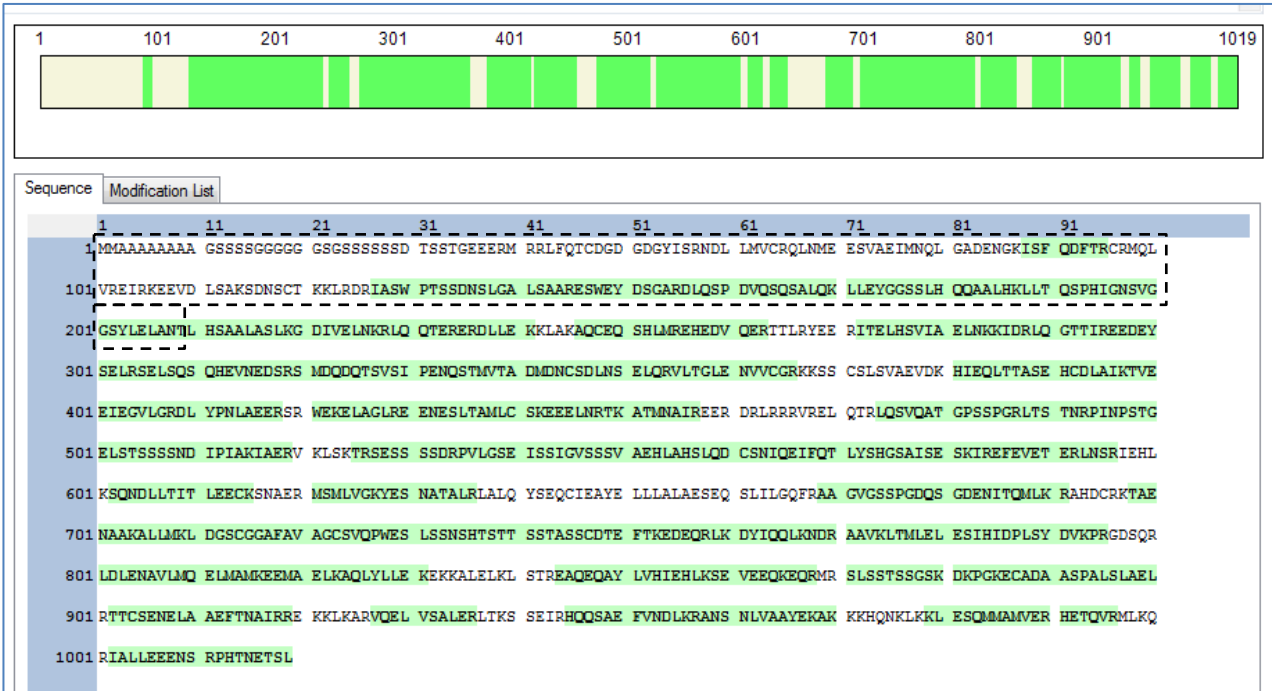 1 101 201 301 401 501 601 701 801 901 1019
Sequence Modification List
1 11 21 31 41 51 61 71 81 91
1 MMAAAAAAAA GSSSSGGGGG GSGSSSSSSD TSSTGEEERM RRLFQTCDGD GDGYISRNDL LMVCRQLNME ESVAEIMNQL GADENGKISF QDFTRCRMQL
101 VREIRKEEVD LSAKSDNSCT KKLRDRIASW PTSSDNSLGA LSAARESWEY DSGARDLQSP DVQSQSALQK LLEYGGSSLH QQAALHKLLT QSPHIGNSVG
201 GSYLELANTL HSAALASLKG DIVELNKRLQ QTERERDLLE KKLAKAQCEQ SHLMREHEDV QERTTLRYEE RITELHSVIA ELNKKIDRLQ GTTIREEDEY
301 SELRSELSQS QHEVNEDSRS MDQDQTSVSI PENQSTMVTA DMDNCSDLNS ELQRVLTGLE NVVCGRKKSS CSLSVAEVDK HIEQLTTASE HCDLAIKTVE
401 EIEGVLGRDL YPNLAEERSR WEKELAGLRE ENESLTAMLC SKEEELNRTK ATMNAIREER DRLRRRVREL QTRLQSVQAT GPSSPGRLTS TNRPINPSTG
501 ELSTSSSSND IPIAKIAERV KLSKTRSESS SSDRPVLGSE ISSIGVSSSV AEHLAHSLQD CSNIQEIFQT LYSHGSAISE SKIREFEVET ERLNSRIEHL
601 KSQNDLLTIT LEECKSNAER MSMLVGKYES NATALRLALQ YSEQCIEAYE LLLALAESEQ SLILGQFRAA GVGSSPGDQS GDENITQMLK RAHDCRKTAE
701 NAAKALLMKL DGSCGGAFAV AGCSVQPWES LSSNSHTSTT SSTASSCDTE FTKEDEQRLK DYIQQLKNDR AAVKLTMLEL ESIHIDPLSY DVKPRGDSQR
801 LDLENAVLMQ ELMAMKEEMA ELKAQLYLLE KEKKALELKL STREAQEQAY LVHIEHLKSE VEEQKEQRMR SLSSTSSGSK DKPGKECADA ASPALSLAEL
901 RTTCSENELA AEFTNAIRRE KKLKARVQEL VSALERLTKS SEIRHQQSAE FVNDLKRANS NLVAAYEKAK KKHQNKLKKL ESQMMAMVER HETQVRMLKQ
1001 RIALLEEENS RPHTNETSL